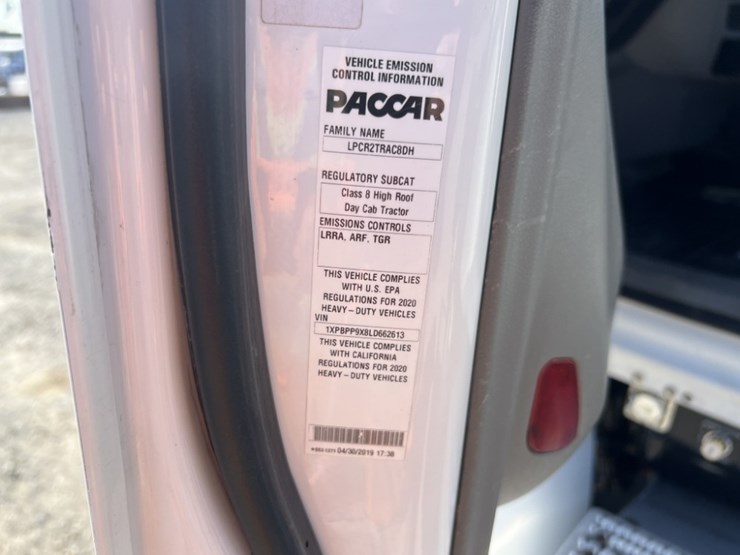 VEHICLE EMISSION
CONTROL INFORMATION
PACCAR
FAMILY NAME
LPCR2TRAC8DH
REGULATORY SUBCAT
Class 8 High Roof
Day Cab Tractor
EMISSIONS CONTROLS
LRRA. ARF. TGR
THIS VEHICLE COMPLIES
WITH U.S. EPA
REGULATIONS FOR 2020
HEAVY-DUTY VEHICLES
VIN
1XPBPP9X8LD662613
THIS VEHICLE COMPLIES
WITH CALIFORNIA
REGULATIONS FOR 2020
HEAVY-DUTY VEHICLES
04/30/2019 17:38